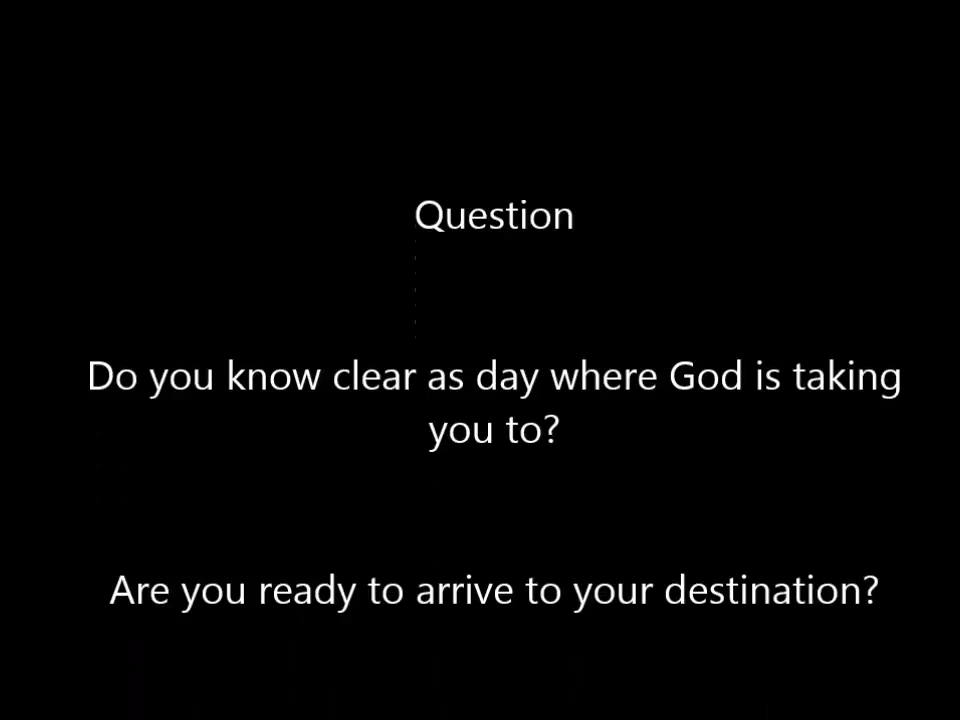 Question
Do you know clear as day where God is taking
you to?
Are you ready to arrive to your destination?